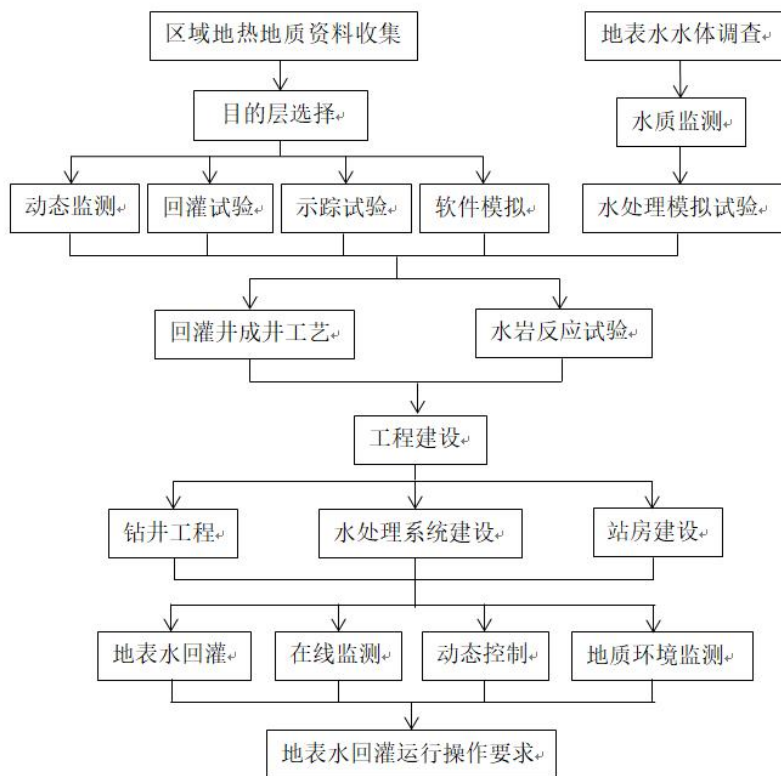 区域地热地质资料收集
地表水水体调查
目的层选择
水质监测
动态监测
回灌试验
示踪试验
软件模拟
水处理模拟试验
回灌井成井工艺
水岩反应试验
工程建设
钻井工程
水处理系统建设
站房建设
地表水回灌
在线监测
动态控制
地质环境监测
地表水回灌运行操作要求